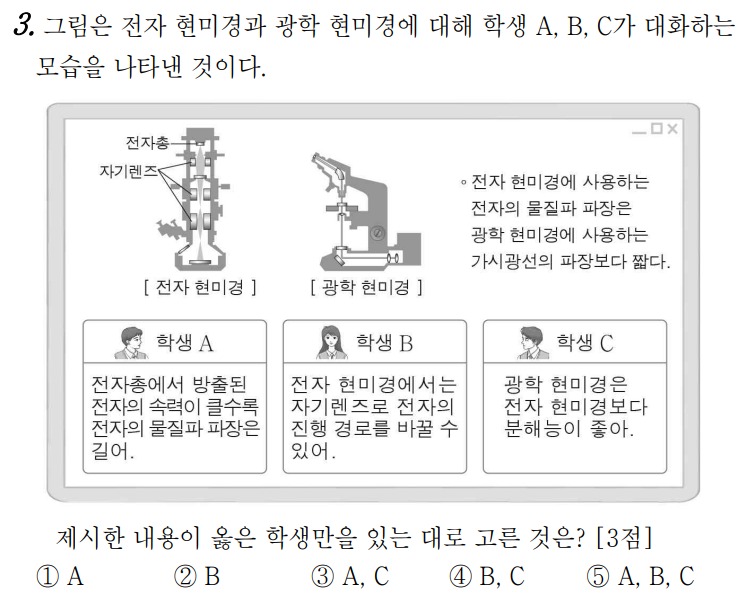 3. 그림은 전자 현미경과 광학 현미경에 대해 학생 A, B, C가 대화하는
모습을 나타낸 것이다.
전자총
자기렌즈
[ 전자 현미경 ]
[ 광학 현미경 ]
◦ 전자 현미경에 사용하는
전자의 물질파 파장은
광학 현미경에 사용하는
가시광선의 파장보다 짧다.
학생 A
전자총에서 방출된
전자의 속력이 클수록
전자의 물질파 파장은
길어.
학생 B
전자 현미경에서는
자기렌즈로 전자의
진행 경로를 바꿀 수
있어.
학생 C
광학 현미경은
전자 현미경보다
분해능이 좋아.
제시한 내용이 옳은 학생만을 있는 대로 고른 것은? [3점]
① A ② B ③ A, C ④ B, C ⑤ A, B, C